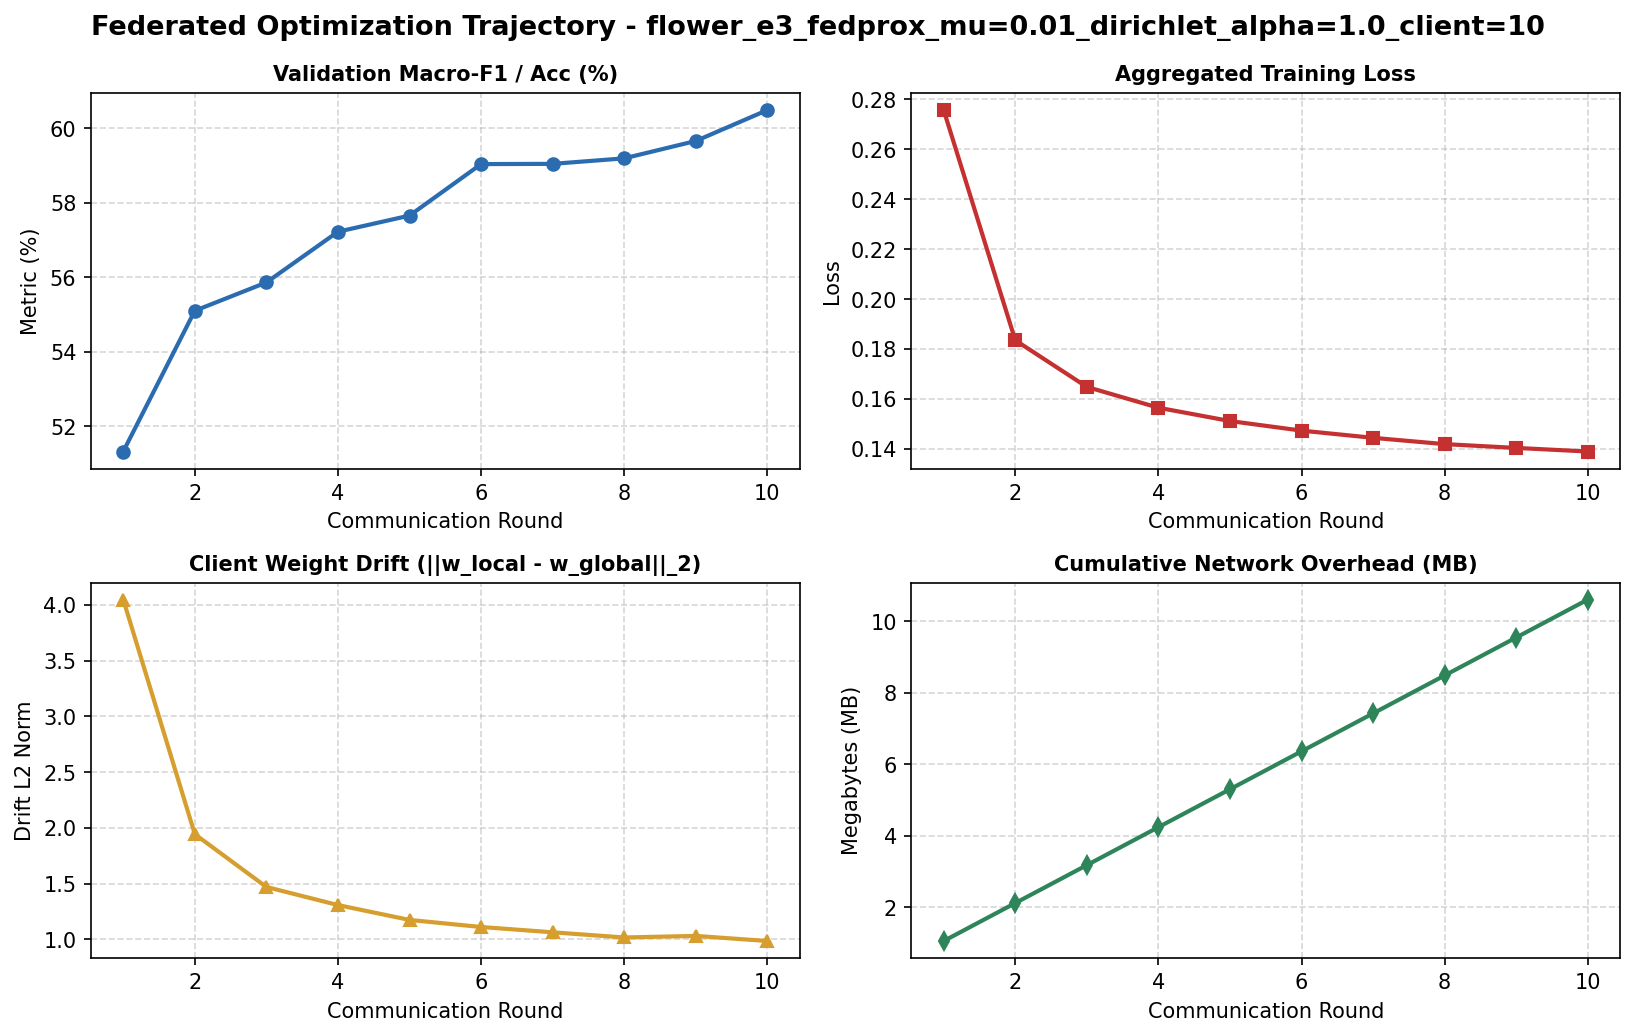 Federated Optimization Trajectory - flower_e3_fedprox_mu=0.01_dirichlet_alpha=1.0_client=10
Validation Macro-F1 / Acc (%)
Metric (%)
60
58
56
54
52
2 4 6 8 10
Communication Round
Aggregated Training Loss
Loss
0.28
0.26
0.24
0.22
0.20
0.18
0.16
0.14
2 4 6 8 10
Communication Round
Client Weight Drift (||w_local - w_global||_2)
Drift L2 Norm
4.0
3.5
3.0
2.5
2.0
1.5
1.0
2 4 6 8 10
Communication Round
Cumulative Network Overhead (MB)
Megabytes (MB)
10
8
6
4
2
2 4 6 8 10
Communication Round